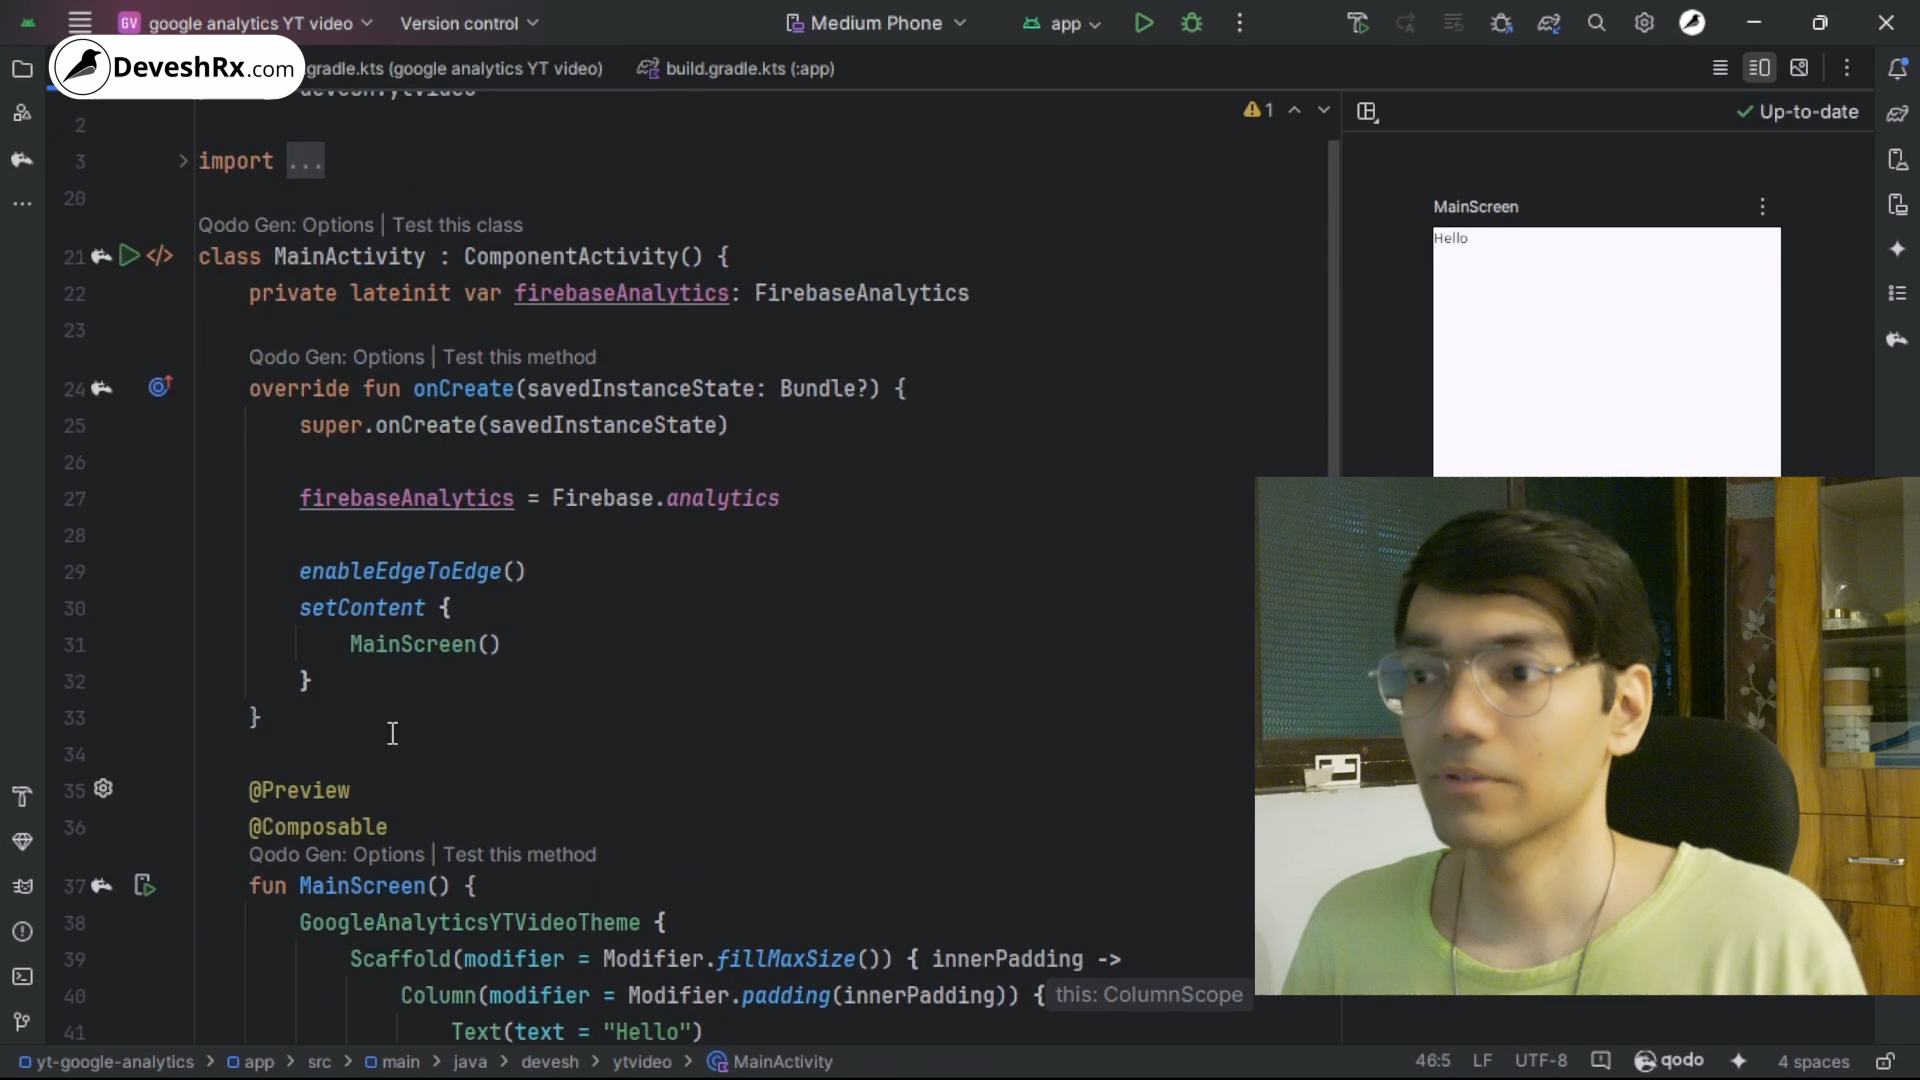 GV google analytics YT video Version control Medium Phone app
DeveshRx.com
.gradle.kts (google analytics YT video) build.gradle.kts (:app)
devesh.ytvideo
1 Up-to-date
2
3 import ...
20
Qodo Gen: Options | Test this class
21 class MainActivity : ComponentActivity() {
22 private lateinit var firebaseAnalytics: FirebaseAnalytics
23
Qodo Gen: Options | Test this method
24 override fun onCreate(savedInstanceState: Bundle?) {
25 super.onCreate(savedInstanceState)
26
27 firebaseAnalytics = Firebase.analytics
28
29 enableEdgeToEdge()
30 setContent {
31 MainScreen()
32 }
33 }
34
35 @Preview
36 @Composable
Qodo Gen: Options | Test this method
37 fun MainScreen() {
38 GoogleAnalyticsYTVideoTheme {
39 Scaffold(modifier = Modifier.fillMaxSize()) { innerPadding ->
40 Column(modifier = Modifier.padding(innerPadding)) { this: ColumnScope
41 Text(text = "Hello")
MainScreen
Hello
yt-google-analytics > app > src > main > java > devesh > ytvideo > MainActivity 46:5 LF UTF-8 qodo 4 spaces